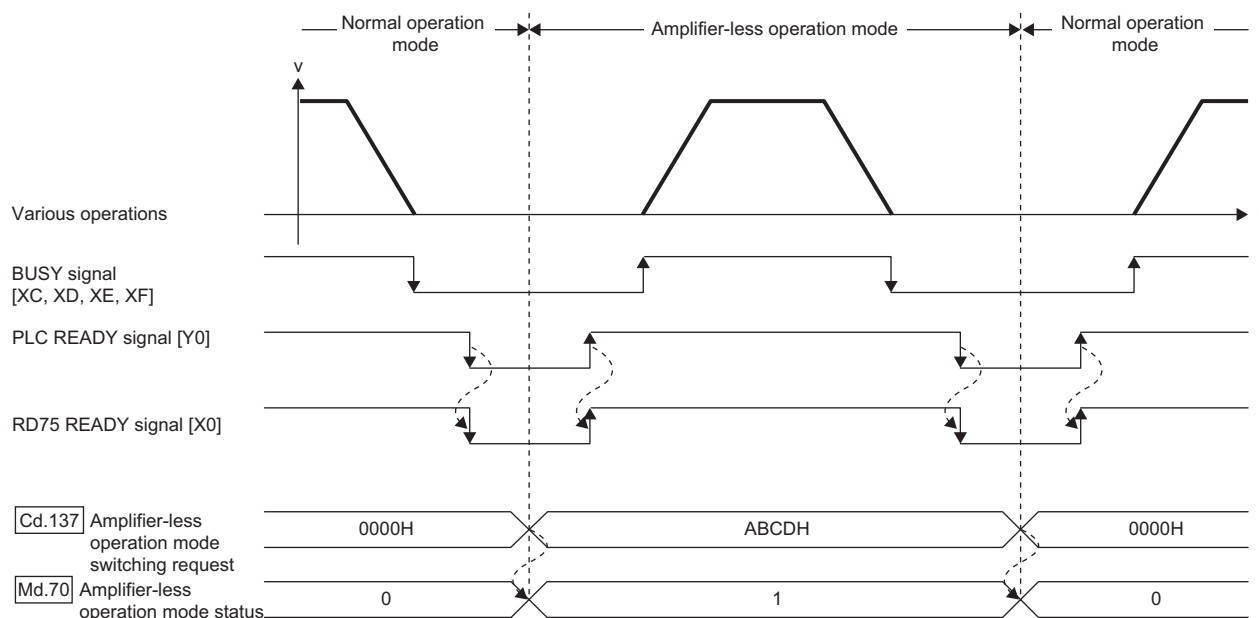 Normal operation
mode
Amplifier-less operation mode
Normal operation
mode
v
Various operations
BUSY signal
[XC, XD, XE, XF]
PLC READY signal [Y0]
RD75 READY signal [X0]
Cd.137 Amplifier-less
operation mode
switching request
0000H
ABCDH
0000H
Md.70 Amplifier-less
operation mode status
0
1
0